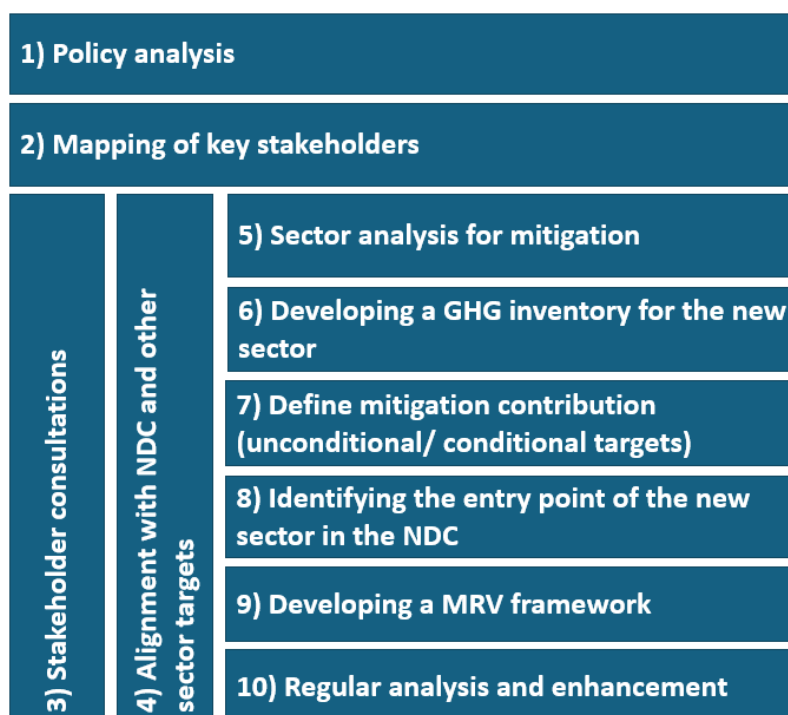 1) Policy analysis
2) Mapping of key stakeholders
3) Stakeholder consultations
4) Alignment with NDC and other
sector targets
5) Sector analysis for mitigation
6) Developing a GHG inventory for the new
sector
7) Define mitigation contribution
(unconditional/ conditional targets)
8) Identifying the entry point of the new
sector in the NDC
9) Developing a MRV framework
10) Regular analysis and enhancement